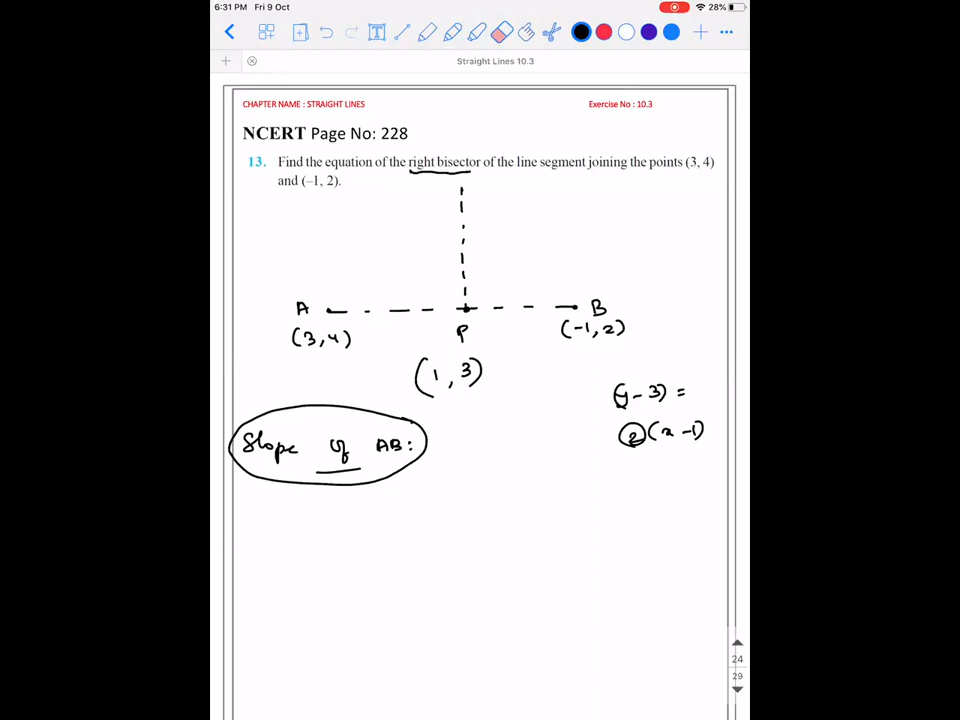 6:31 PM Fri 9 Oct
28%
Straight Lines 10.3
CHAPTER NAME : STRAIGHT LINES
Exercise No : 10.3
NCERT Page No: 228
13. Find the equation of the right bisector of the line segment joining the points (3, 4)
and (–1, 2).
A
B
(3,4)
P
(-1,2)
(1,3)
(y-3) =
2(x-1)
Slope of AB:
24
29